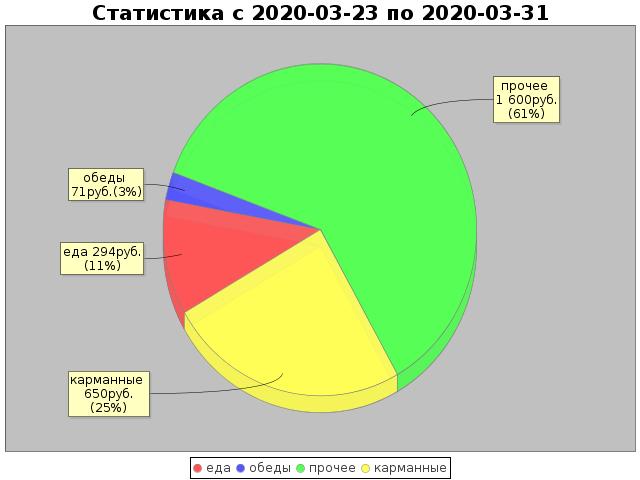 Статистика с 2020-03-23 по 2020-03-31
прочее
1 600руб.
(61%)
обеды
71руб.(3%)
еда 294руб.
(11%)
карманные
650руб.
(25%)
еда обеды прочее карманные